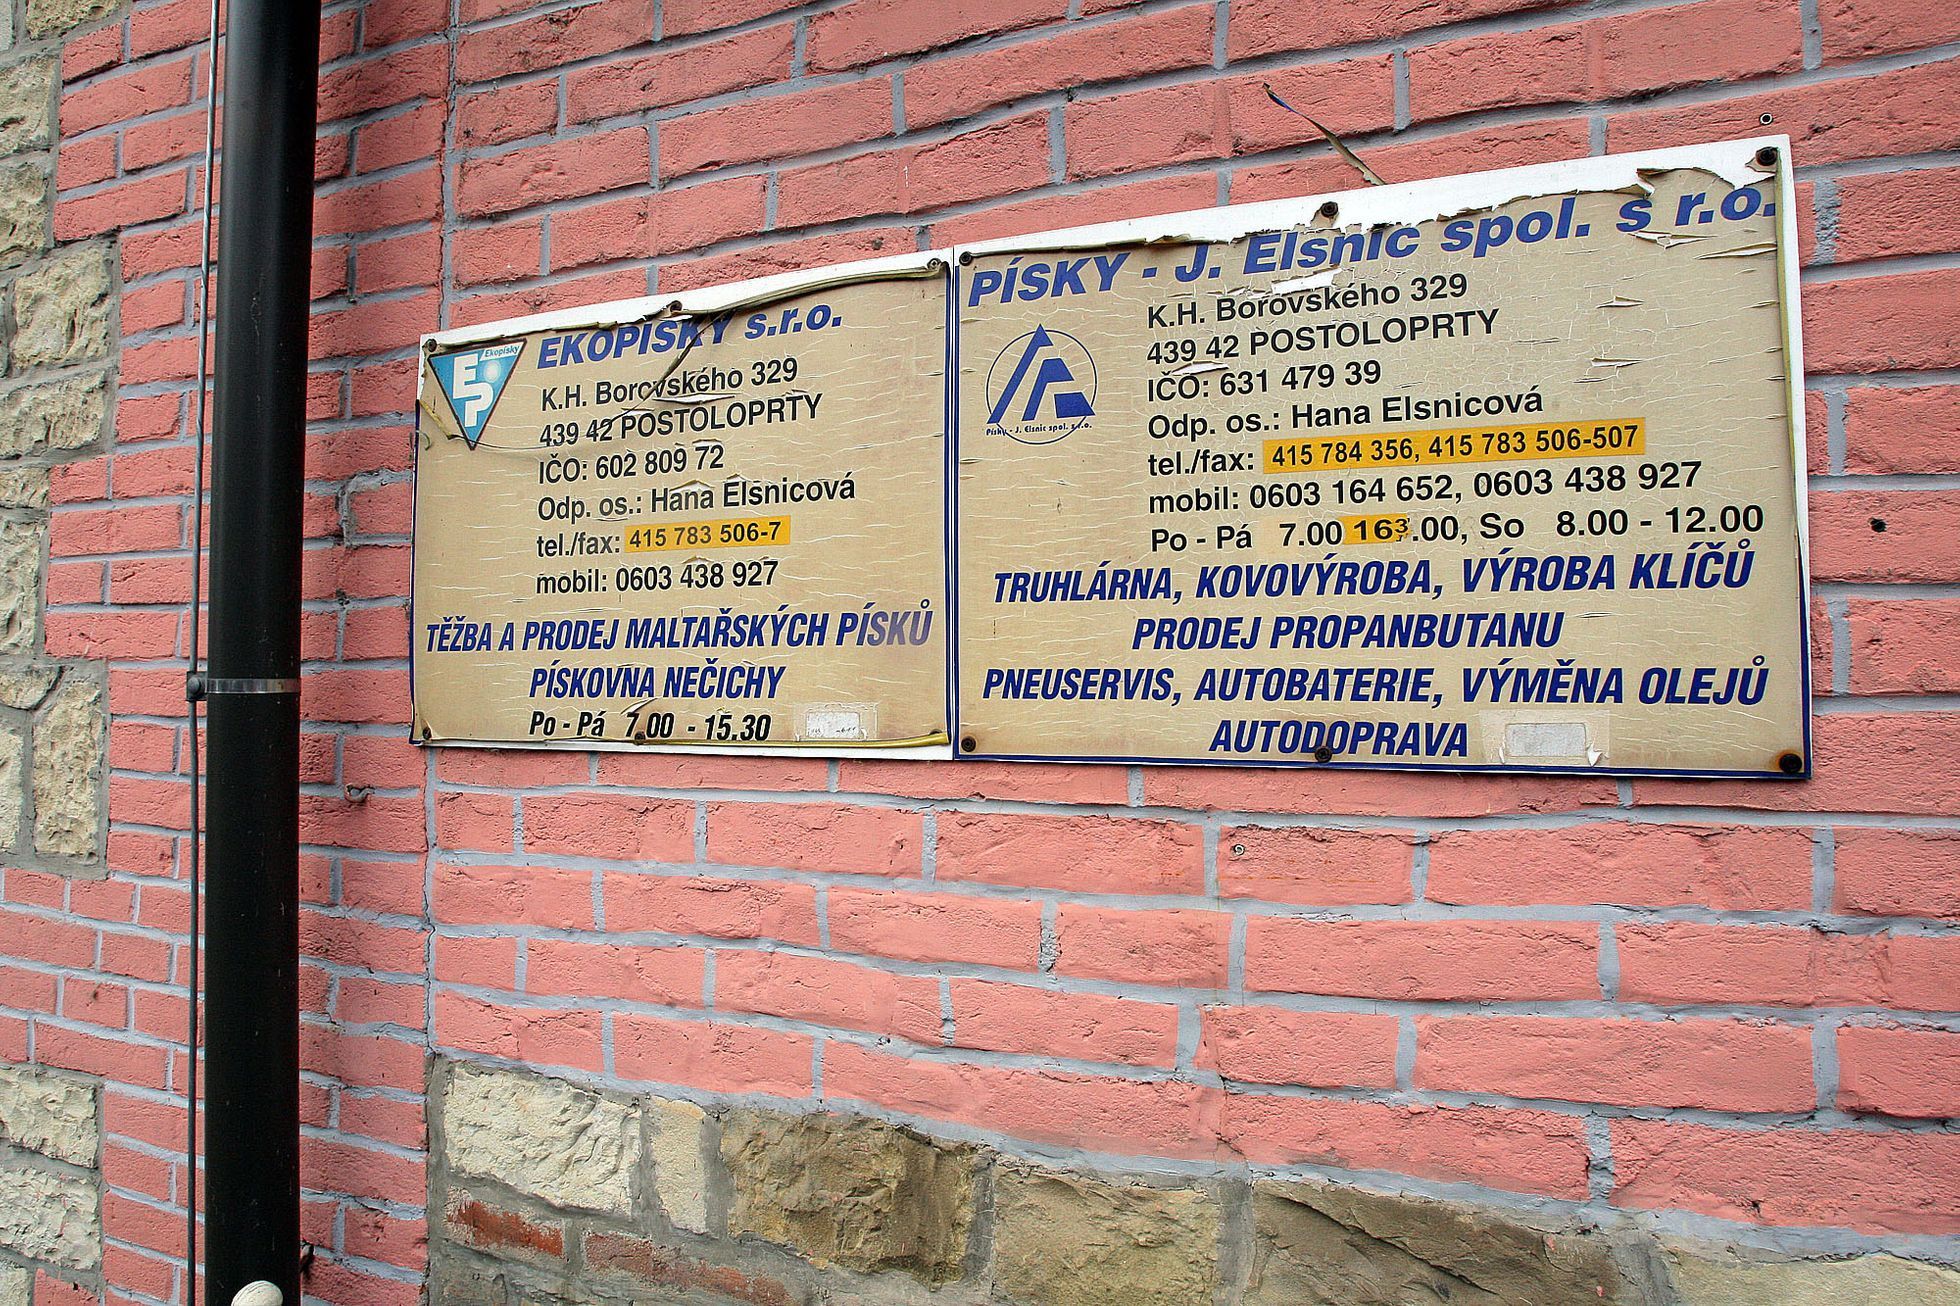 Ekopísky
EP
EKOPÍSKY s.r.o.
K.H. Borovského 329
439 42 POSTOLOPRTY
IČO: 602 809 72
Odp. os.: Hana Elsnicová
tel./fax: 415 783 506-7
mobil: 0603 438 927
TĚŽBA A PRODEJ MALTAŘSKÝCH PÍSKŮ
PÍSKOVNA NEČICHY
Po - Pá 7.00 - 15.30
PÍSKY - J. Elsnic spol. s r.o.
Písky - J. Elsnic spol. s r.o.
K.H. Borovského 329
439 42 POSTOLOPRTY
IČO: 631 479 39
Odp. os.: Hana Elsnicová
tel./fax: 415 784 356, 415 783 506-507
mobil: 0603 164 652, 0603 438 927
Po - Pá 7.00 16³.00, So 8.00 - 12.00
TRUHLÁRNA, KOVOVÝROBA, VÝROBA KLÍČŮ
PRODEJ PROPANBUTANU
PNEUSERVIS, AUTOBATERIE, VÝMĚNA OLEJŮ
AUTODOPRAVA